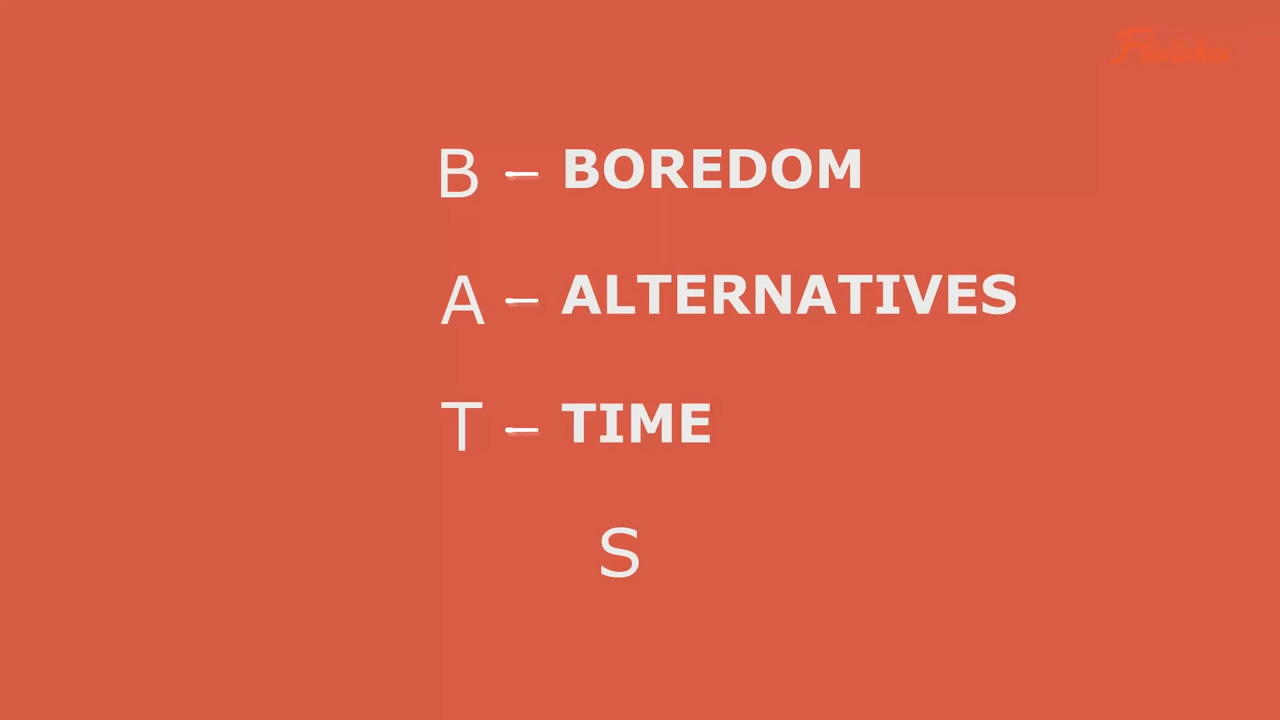 B – BOREDOM
A – ALTERNATIVES
T – TIME
S